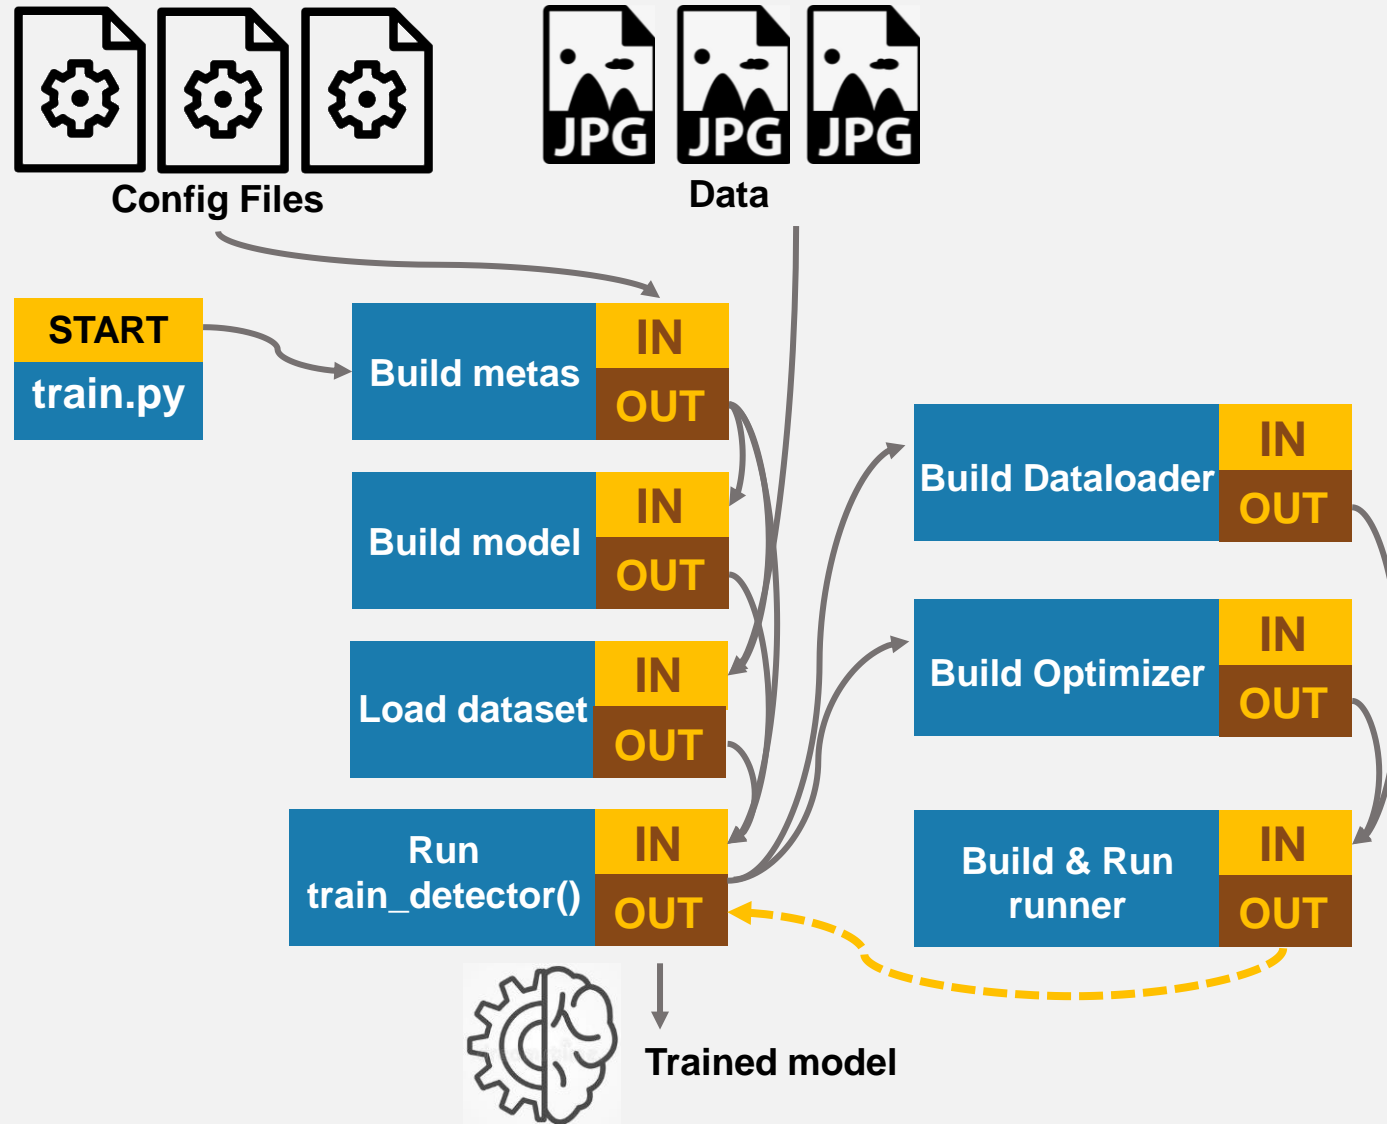 JPG JPG JPG
Config Files
Data
START
train.py
Build metas
IN
OUT
Build model
IN
OUT
Load dataset
IN
OUT
Run
train_detector()
IN
OUT
Build Dataloader
IN
OUT
Build Optimizer
IN
OUT
Build & Run
runner
IN
OUT
Trained model